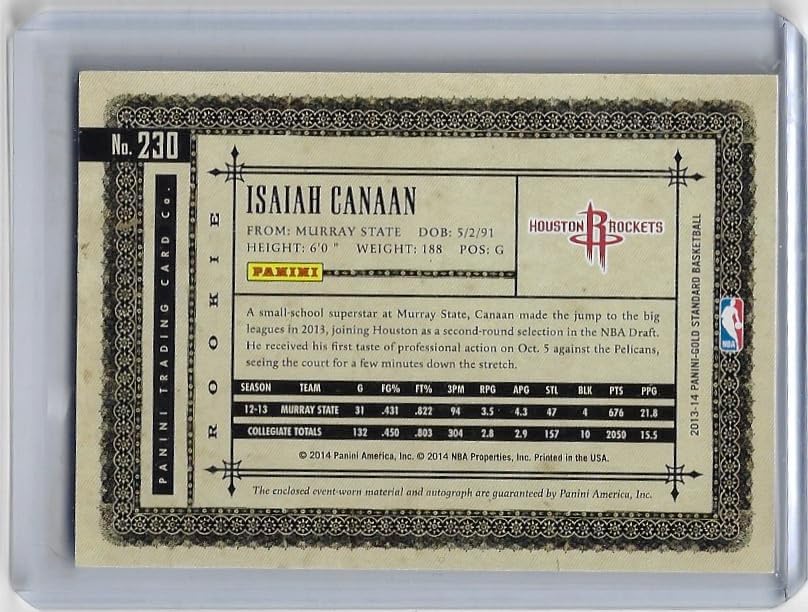 No. 230
PANINI TRADING CARD Co.
ROOKIE
ISAIAH CANAAN
FROM: MURRAY STATE DOB: 5/2/91
HEIGHT: 6'0 " WEIGHT: 188 POS: G
PANINI
HOUSTON R ROCKETS
A small-school superstar at Murray State, Canaan made the jump to the big
leagues in 2013, joining Houston as a second-round selection in the NBA Draft.
He received his first taste of professional action on Oct. 5 against the Pelicans,
seeing the court for a few minutes down the stretch.
SEASON TEAM G FG% FT% 3PM RPG APG STL BLK PTS PPG
12-13 MURRAY STATE 31 .431 .822 94 3.5 4.3 47 4 676 21.8
COLLEGIATE TOTALS 132 .450 .803 304 2.8 2.9 157 10 2050 15.5
© 2014 Panini America, Inc. © 2014 NBA Properties, Inc. Printed in the USA.
The enclosed event-worn material and autograph are guaranteed by Panini America, Inc.
2013-14 PANINI-GOLD STANDARD BASKETBALL
NBA